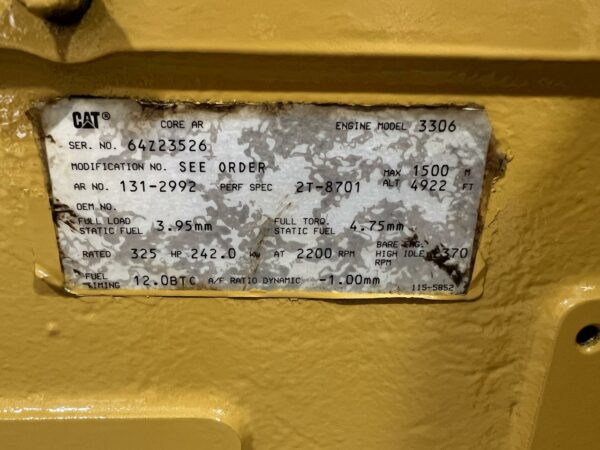 CAT® CORE AR ENGINE MODEL 3306
SER. NO. 64Z23526
MODIFICATION NO. SEE ORDER MAX ALT 1500 M
AR NO. 131-2992 PERF SPEC 2T-8701 4922 FT
OEM NO.
FULL LOAD STATIC FUEL 3.95mm FULL TORQ. STATIC FUEL 4.75mm
RATED 325 HP 242.0 kW AT 2200 RPM BARE ENG. HIGH IDLE RPM
FUEL TIMING 12.0BTC A/F RATIO DYNAMIC -1.00mm 115-5852